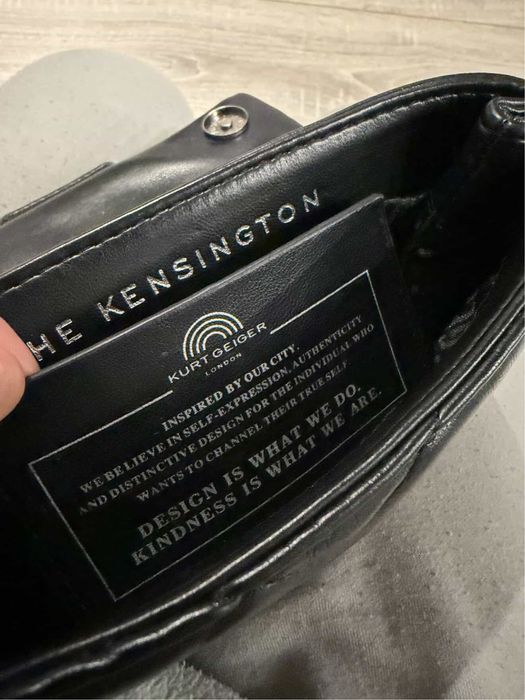 HE KENSINGTON
KURT GEIGER
LONDON
INSPIRED BY OUR CITY.
WE BELIEVE IN SELF-EXPRESSION, AUTHENTICITY
AND DISTINCTIVE DESIGN FOR THE INDIVIDUAL WHO
WANTS TO CHANNEL THEIR TRUE SELF.
DESIGN IS WHAT WE DO.
KINDNESS IS WHAT WE ARE.